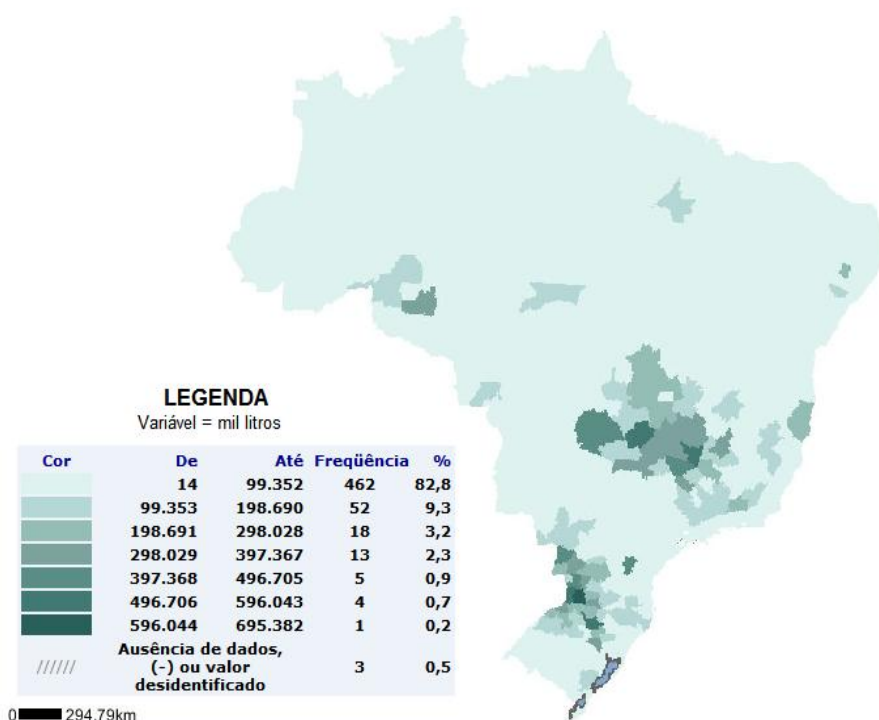 LEGENDA
Variável = mil litros
Cor De Até Freqüência %
14 99.352 462 82,8
99.353 198.690 52 9,3
198.691 298.028 18 3,2
298.029 397.367 13 2,3
397.368 496.705 5 0,9
496.706 596.043 4 0,7
596.044 695.382 1 0,2
////// Ausência de dados, (-) ou valor desidentificado 3 0,5
0 294.79km